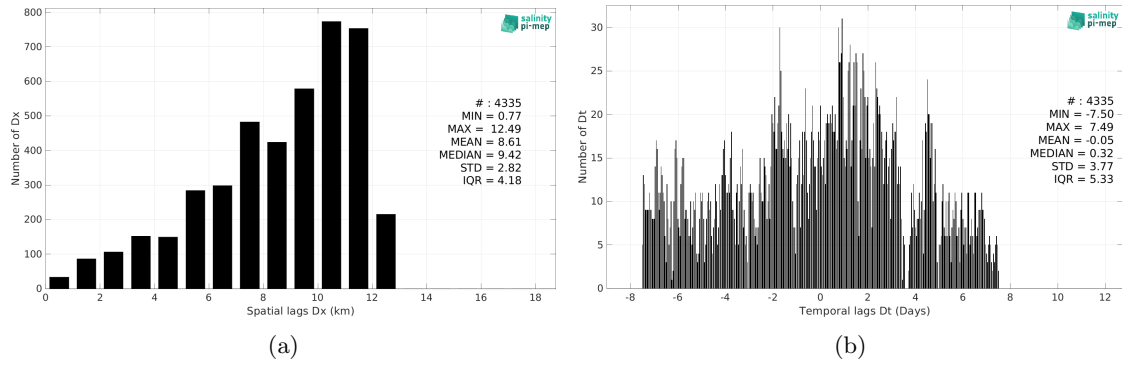 800
700
600
500
400
300
200
100
0
Number of Dx
salinity
pi-mep
# : 4335
MIN = 0.77
MAX = 12.49
MEAN = 8.61
MEDIAN = 9.42
STD = 2.82
IQR = 4.18
0 2 4 6 8 10 12 14 16 18
Spatial lags Dx (km)
(a)
30
25
20
15
10
5
0
Number of Dt
salinity
pi-mep
# : 4335
MIN = -7.50
MAX = 7.49
MEAN = -0.05
MEDIAN = 0.32
STD = 3.77
IQR = 5.33
-8 -6 -4 -2 0 2 4 6 8 10 12
Temporal lags Dt (Days)
(b)